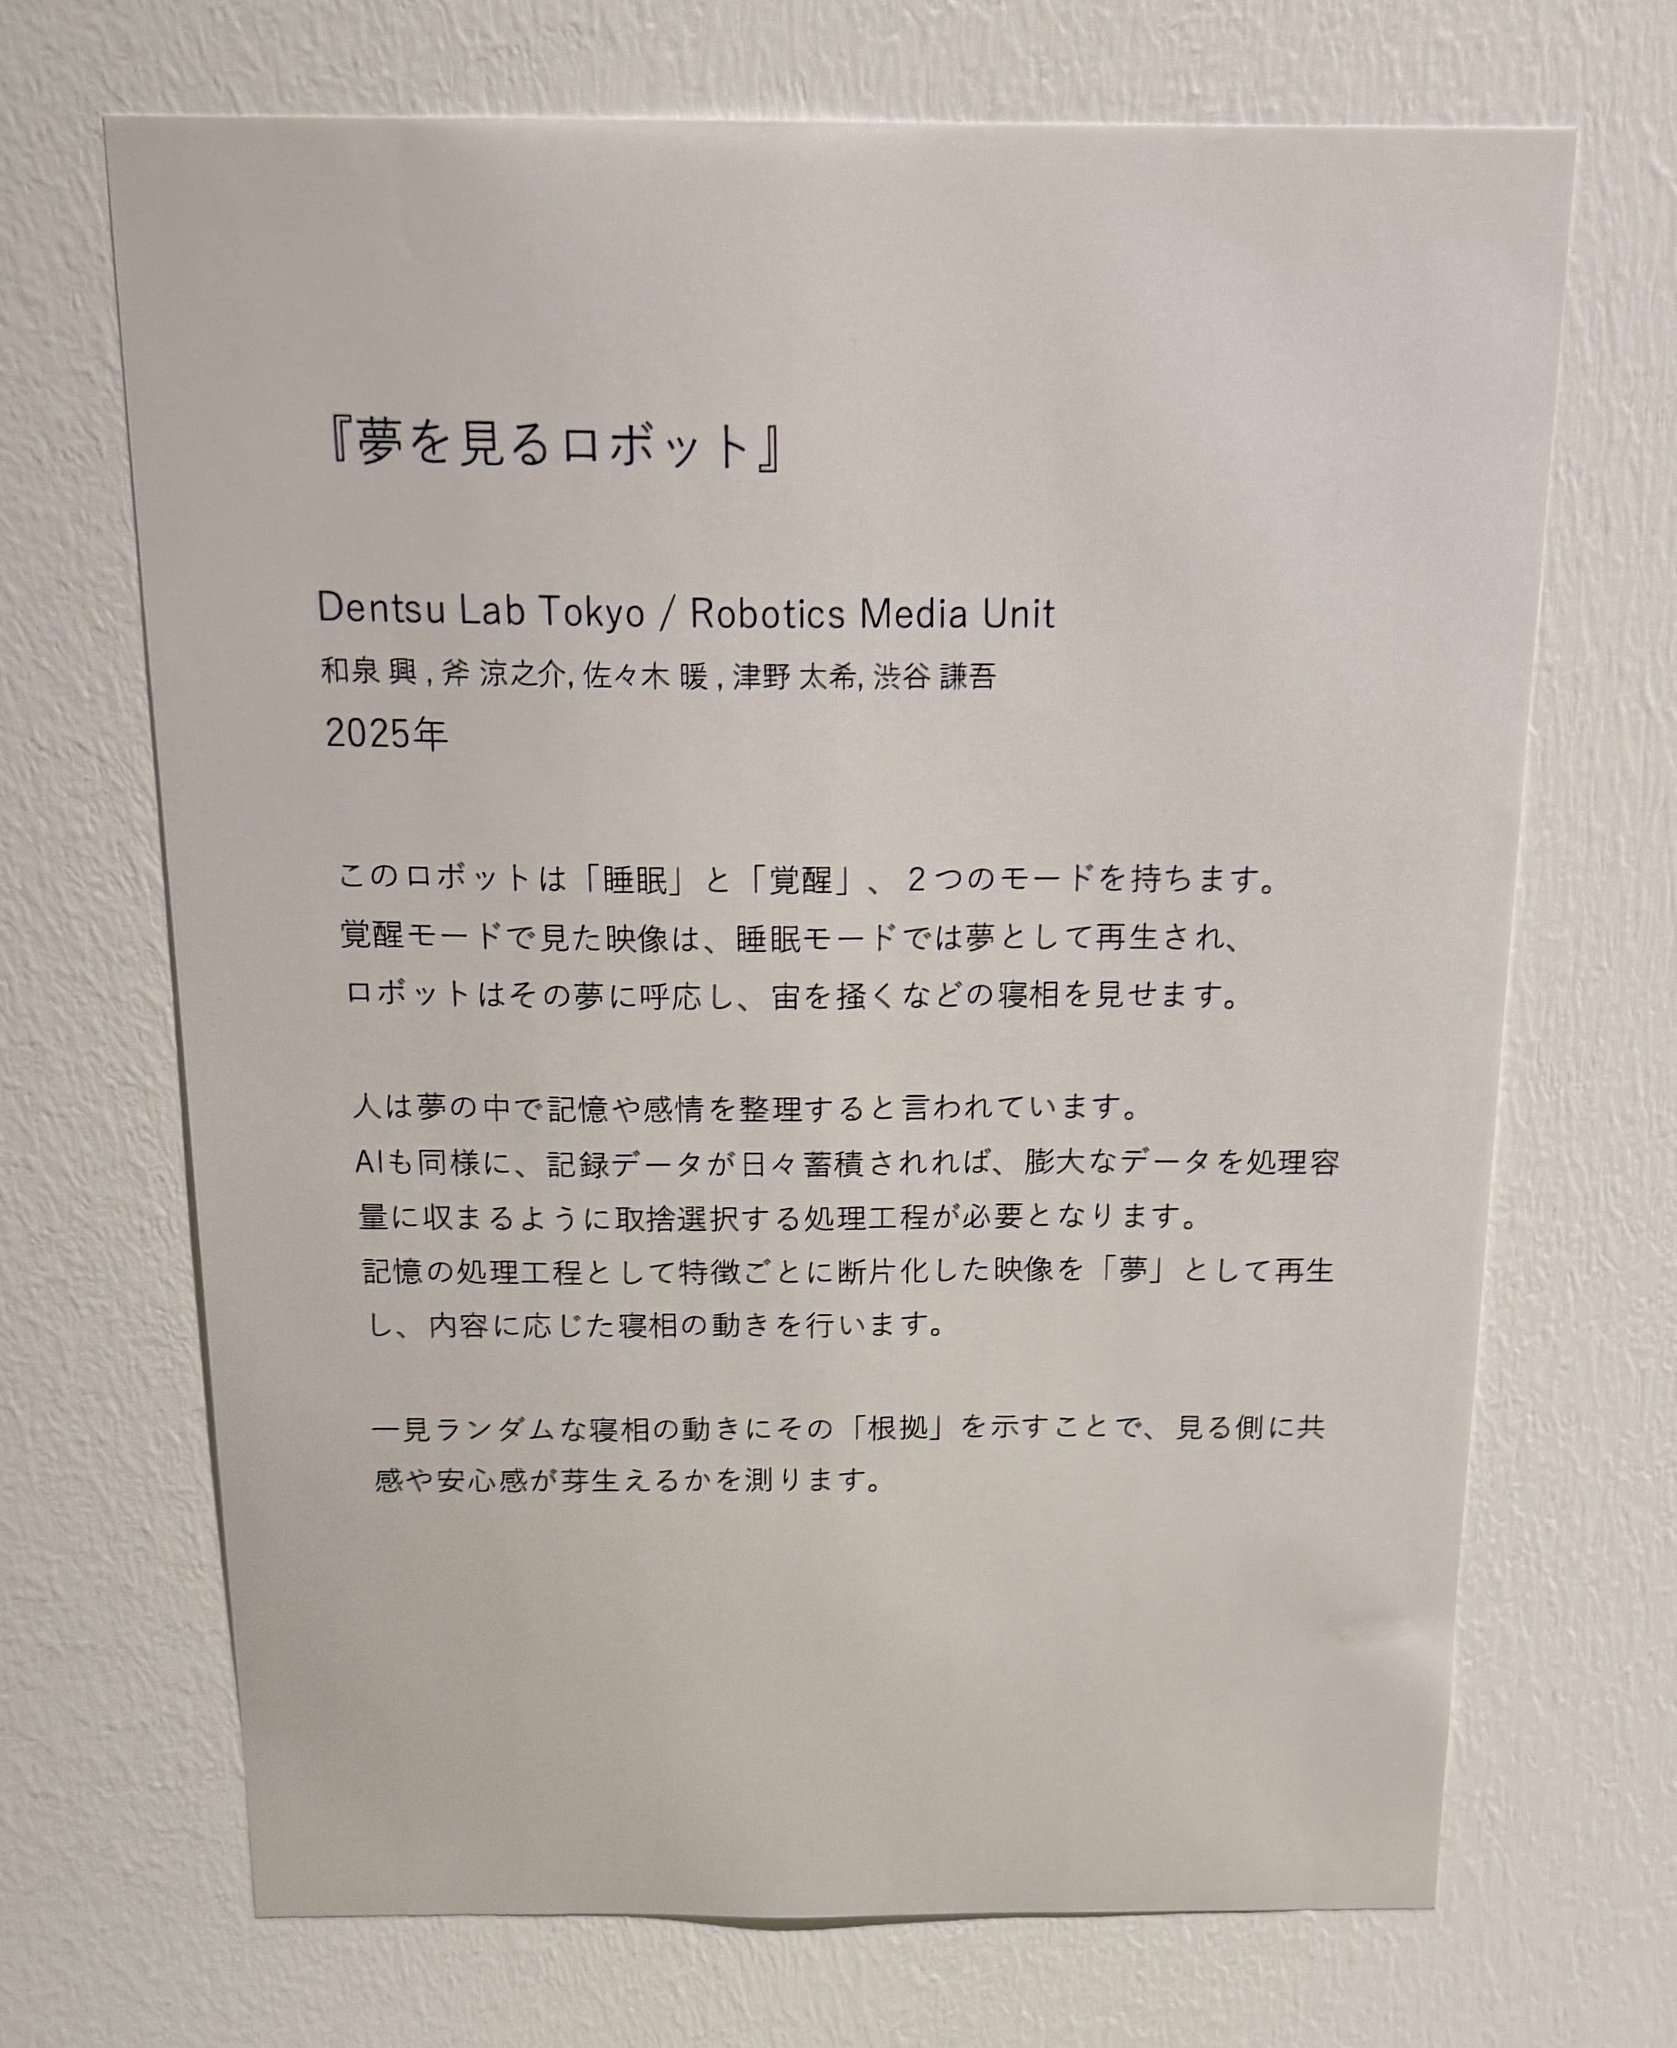 『夢を見るロボット』
Dentsu Lab Tokyo / Robotics Media Unit
和泉 興 , 斧 涼之介, 佐々木 暖 , 津野 太希, 渋谷 謙吾
2025年
このロボットは「睡眠」と「覚醒」、２つのモードを持ちます。
覚醒モードで見た映像は、睡眠モードでは夢として再生され、
ロボットはその夢に呼応し、宙を掻くなどの寝相を見せます。
人は夢の中で記憶や感情を整理すると言われています。
AIも同様に、記録データが日々蓄積されれば、膨大なデータを処理容
量に収まるように取捨選択する処理工程が必要となります。
記憶の処理工程として特徴ごとに断片化した映像を「夢」として再生
し、内容に応じた寝相の動きを行います。
一見ランダムな寝相の動きにその「根拠」を示すことで、見る側に共
感や安心感が芽生えるかを測ります。